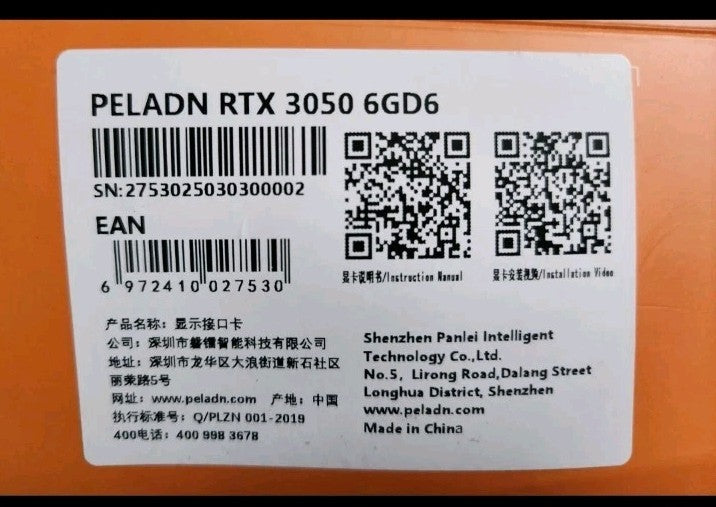 PELADN RTX 3050 6GD6
SN:2753025030300002
EAN
6 972410 027530
显卡说明书/Instruction Manual
显卡安装视频/Installation Video
产品名称：显示接口卡
公司：深圳市磐镭智能科技有限公司
地址：深圳市龙华区大浪街道新石社区
丽荣路5号
网址：www.peladn.com 产地：中国
执行标准号：Q/PLZN 001-2019
400电话：400 998 3678
Shenzhen Panlei Intelligent
Technology Co.,Ltd.
No.5, Lirong Road,Dalang Street
Longhua District, Shenzhen
www.peladn.com
Made in China